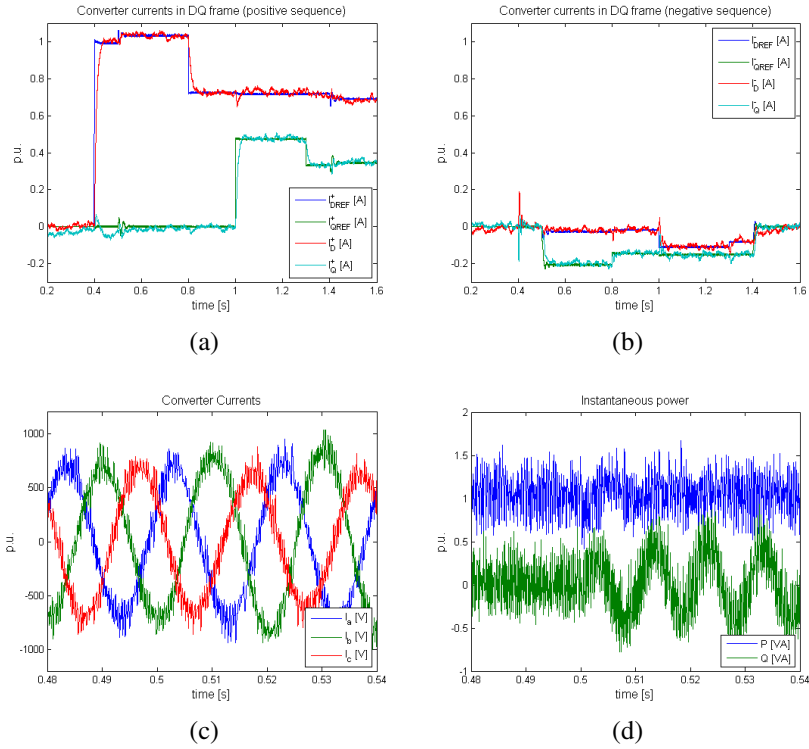 Converter currents in DQ frame (positive sequence)
p.u.
1
0.8
0.6
0.4
0.2
0
-0.2
0.2 0.4 0.6 0.8 1 1.2 1.4 1.6
time [s]
I+DREF [A]
I+QREF [A]
I+D [A]
I+Q [A]
(a)
Converter currents in DQ frame (negative sequence)
p.u.
1
0.8
0.6
0.4
0.2
0
-0.2
0.2 0.4 0.6 0.8 1 1.2 1.4 1.6
time [s]
I-DREF [A]
I-QREF [A]
I-D [A]
I-Q [A]
(b)
Converter Currents
p.u.
1000
500
0
-500
-1000
0.48 0.49 0.5 0.51 0.52 0.53 0.54
time [s]
Ia [V]
Ib [V]
Ic [V]
(c)
Instantaneous power
2
1.5
1
0.5
0
-0.5
-1
0.48 0.49 0.5 0.51 0.52 0.53 0.54
p.u.
time [s]
P [VA]
Q [VA]
(d)